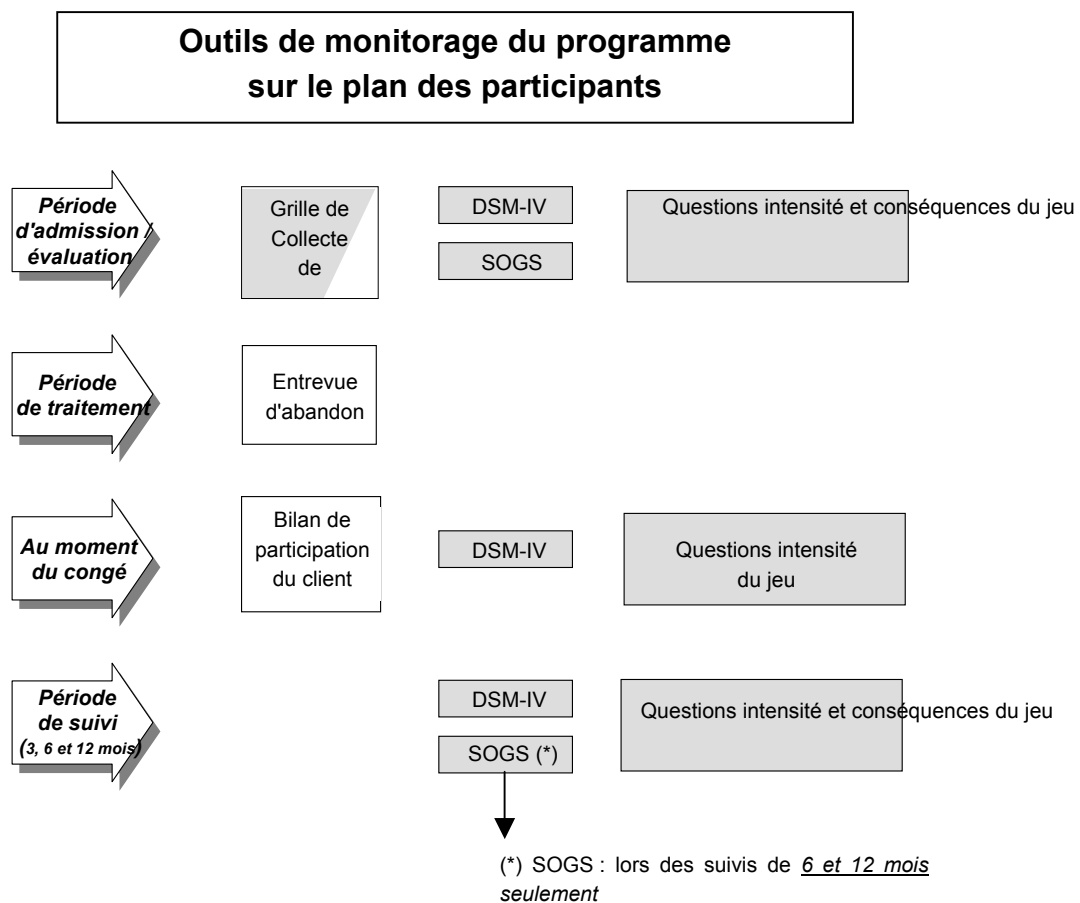 Outils de monitorage du programme
sur le plan des participants
Période
d'admission /
évaluation
Grille de
Collecte
de
DSM-IV
SOGS
Questions intensité et conséquences du jeu
Période
de traitement
Entrevue
d'abandon
Au moment
du congé
Bilan de
participation
du client
DSM-IV
Questions intensité
du jeu
Période
de suivi
(3, 6 et 12 mois)
DSM-IV
SOGS (*)
Questions intensité et conséquences du jeu
(*) SOGS : lors des suivis de 6 et 12 mois
seulement